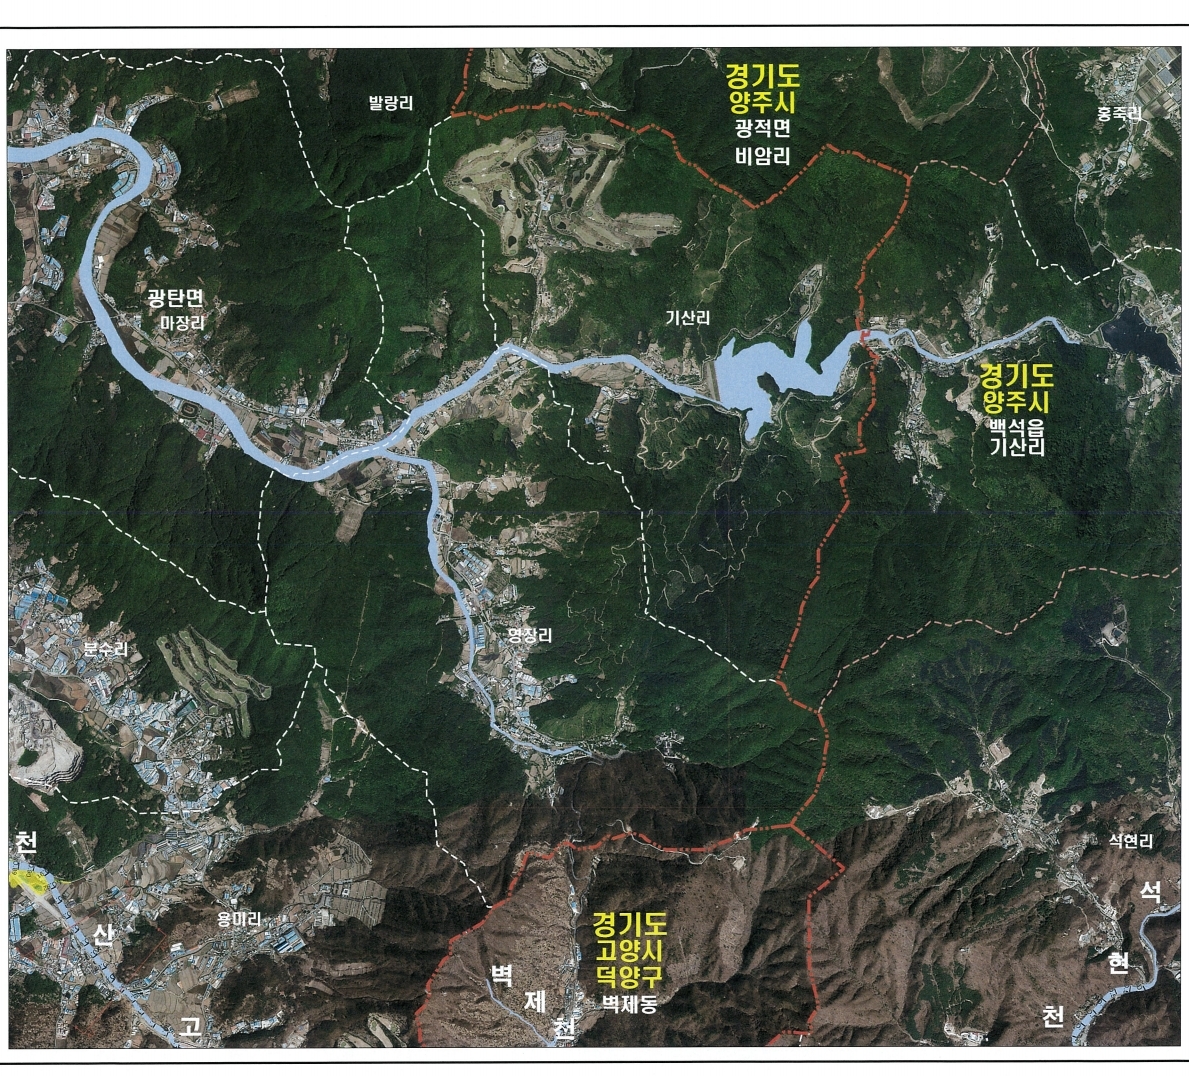 경기도
양주시
광적면
비암리
발랑리
홍죽리
광탄면
마장리
기산리
경기도
양주시
백석읍
기산리
영장리
분수리
천
산
고
용미리
경기도
고양시
덕양구
벽제동
벽
제
천
석현리
석
현
천